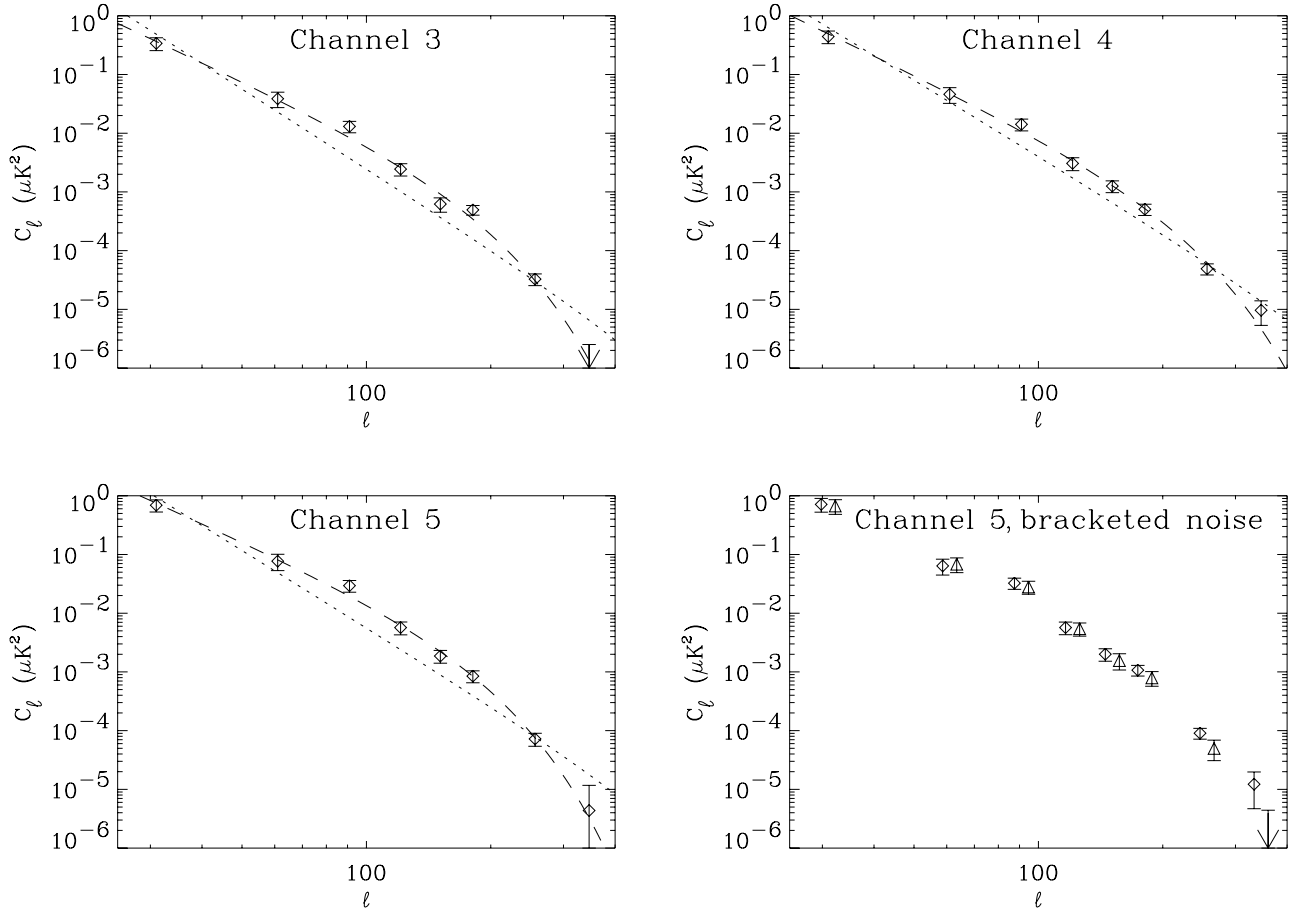 Channel 3
10⁰
10⁻¹
10⁻²
10⁻³
10⁻⁴
10⁻⁵
10⁻⁶
C_ℓ (μK²)
100
ℓ
Channel 4
10⁰
10⁻¹
10⁻²
10⁻³
10⁻⁴
10⁻⁵
10⁻⁶
C_ℓ (μK²)
100
ℓ
Channel 5
10⁰
10⁻¹
10⁻²
10⁻³
10⁻⁴
10⁻⁵
10⁻⁶
C_ℓ (μK²)
100
ℓ
Channel 5, bracketed noise
10⁰
10⁻¹
10⁻²
10⁻³
10⁻⁴
10⁻⁵
10⁻⁶
C_ℓ (μK²)
100
ℓ